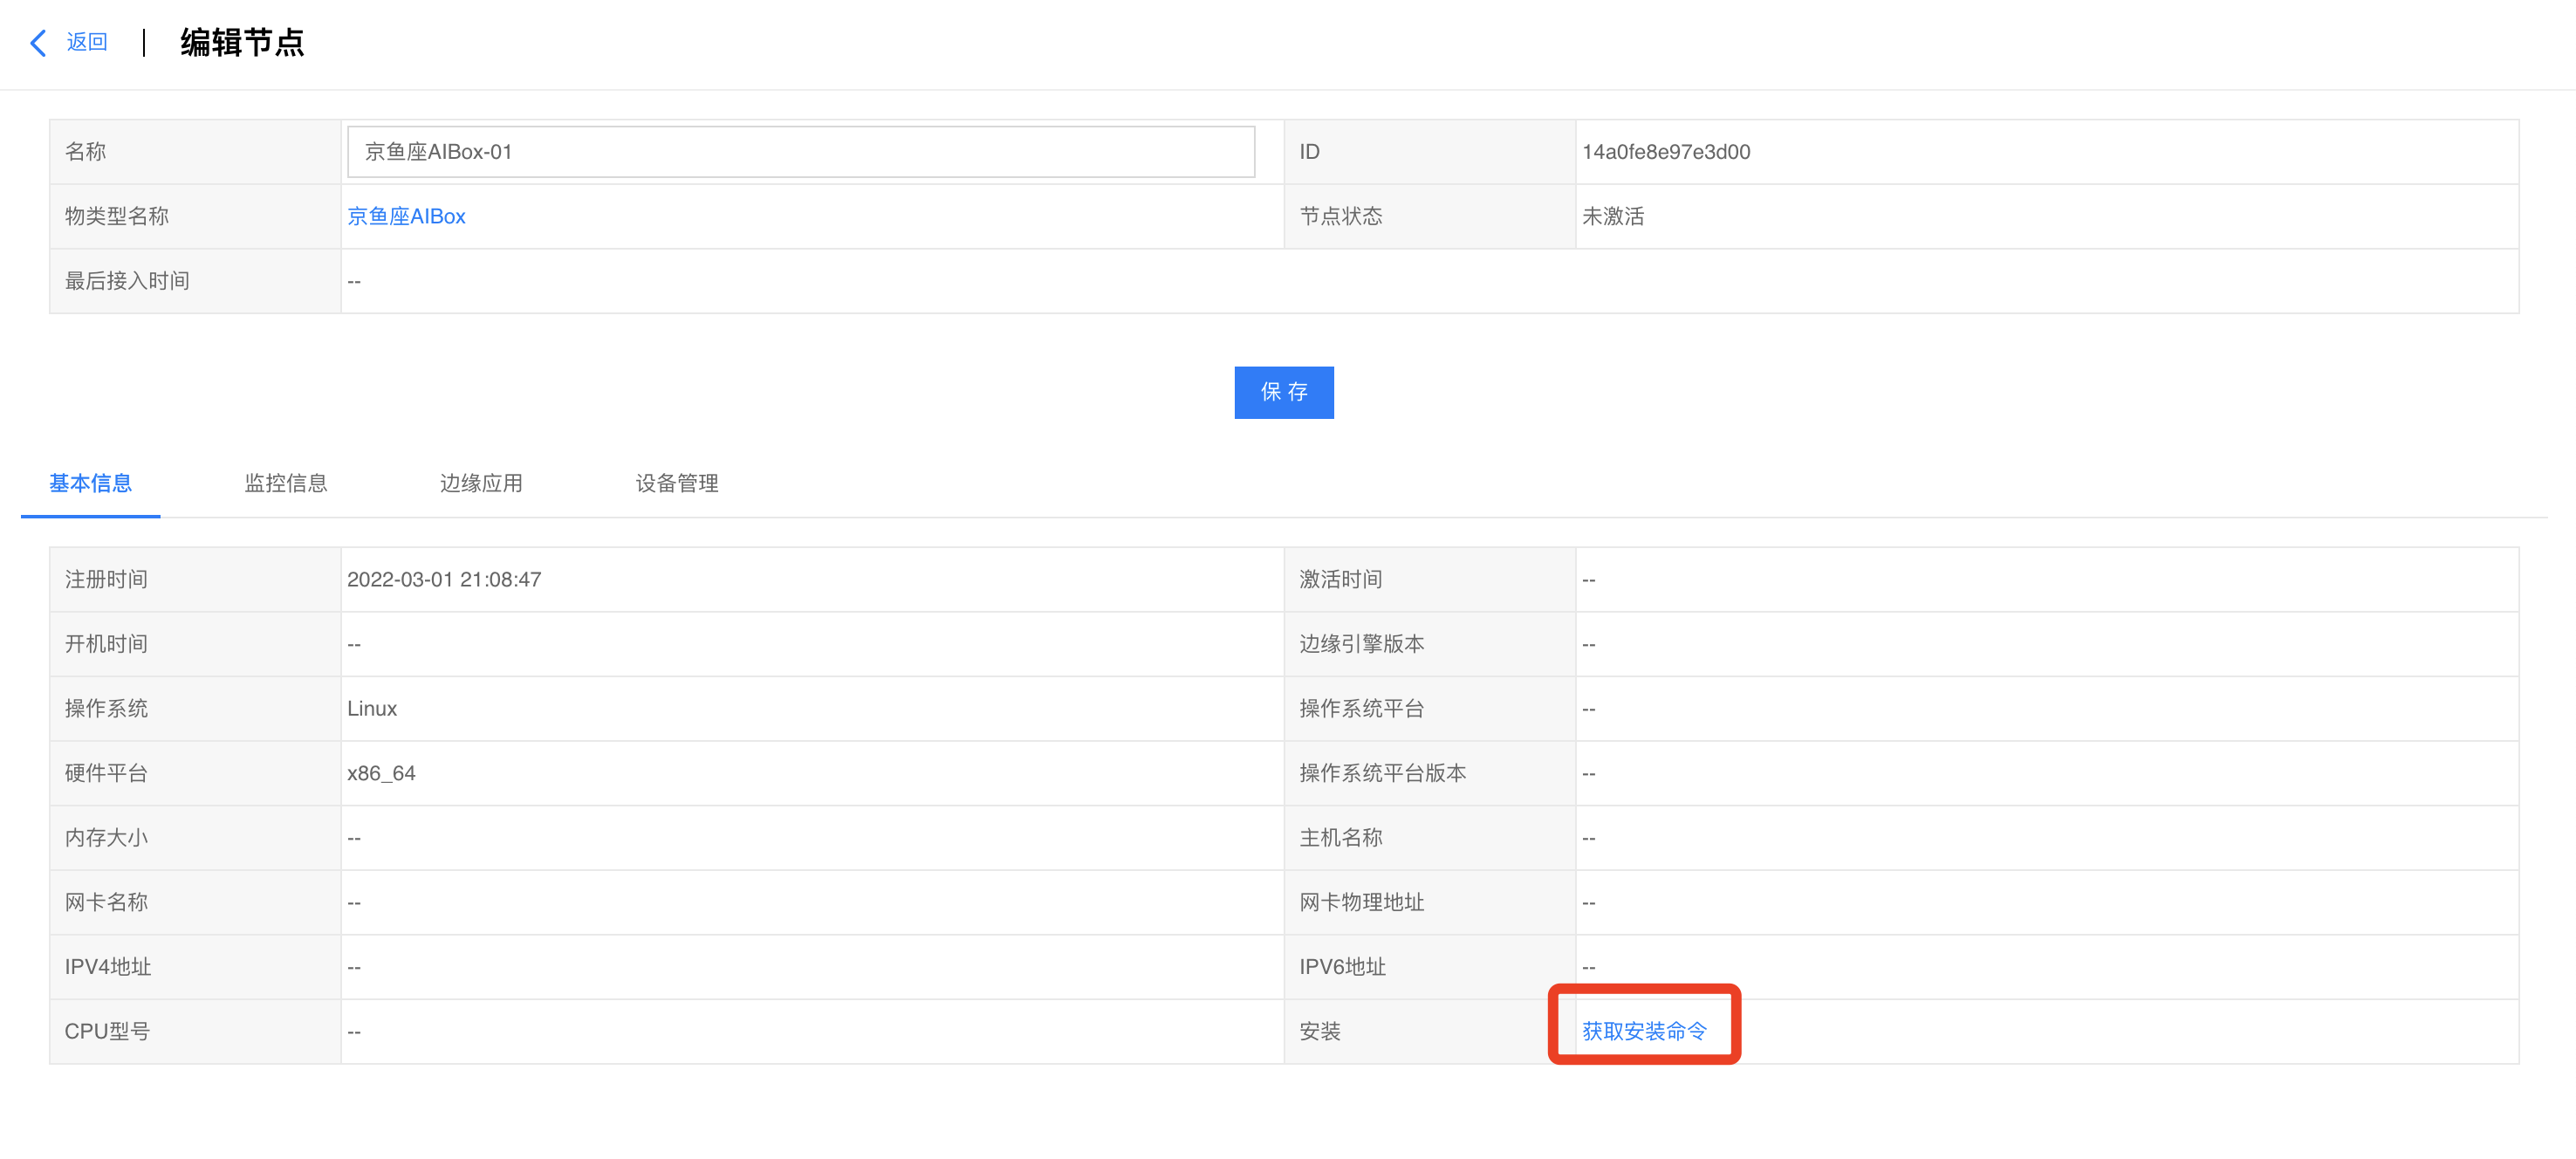 返回 编辑节点
名称 京鱼座AIBox-01 ID 14a0fe8e97e3d00
物类型名称 京鱼座AIBox 节点状态 未激活
最后接入时间 --
保 存
基本信息 监控信息 边缘应用 设备管理
注册时间 2022-03-01 21:08:47 激活时间 --
开机时间 -- 边缘引擎版本 --
操作系统 Linux 操作系统平台 --
硬件平台 x86_64 操作系统平台版本 --
内存大小 -- 主机名称 --
网卡名称 -- 网卡物理地址 --
IPV4地址 -- IPV6地址 --
CPU型号 -- 安装 获取安装命令